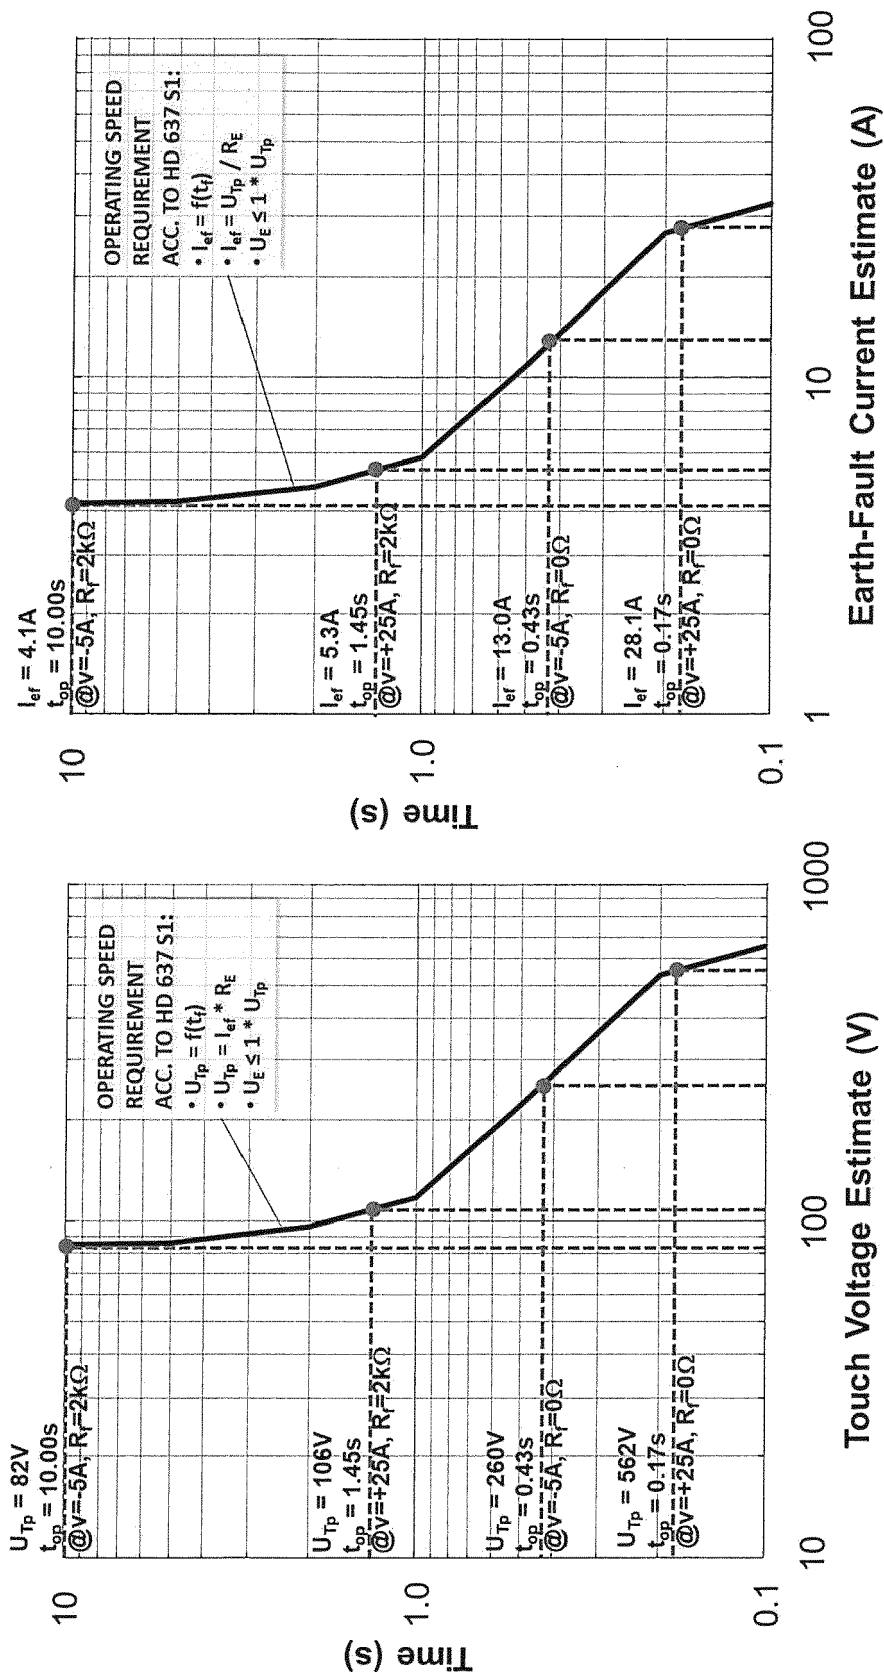 U_Tp = 82V
t_op = 10.00s
@v=-5A, R_f=2kΩ
U_Tp = 106V
t_op = 1.45s
@v=+25A, R_f=2kΩ
U_Tp = 260V
t_op = 0.43s
@v=-5A, R_f=0Ω
U_Tp = 562V
t_op = 0.17s
@v=+25A, R_f=0Ω
OPERATING SPEED
REQUIREMENT
ACC. TO HD 637 S1:
• U_Tp = f(t_f)
• U_Tp = I_ef * R_E
• U_E ≤ 1 * U_Tp
10
1.0
0.1
Time (s)
10
100
1000
Touch Voltage Estimate (V)
I_ef = 4.1A
t_op = 10.00s
@v=-5A, R_f=2kΩ
I_ef = 5.3A
t_op = 1.45s
@v=+25A, R_f=2kΩ
I_ef = 13.0A
t_op = 0.43s
@v=-5A, R_f=0Ω
I_ef = 28.1A
t_op = 0.17s
@v=+25A, R_f=0Ω
OPERATING SPEED
REQUIREMENT
ACC. TO HD 637 S1:
• I_ef = f(t_f)
• I_ef = U_Tp / R_E
• U_E ≤ 1 * U_Tp
10
1.0
0.1
Time (s)
1
10
100
Earth-Fault Current Estimate (A)